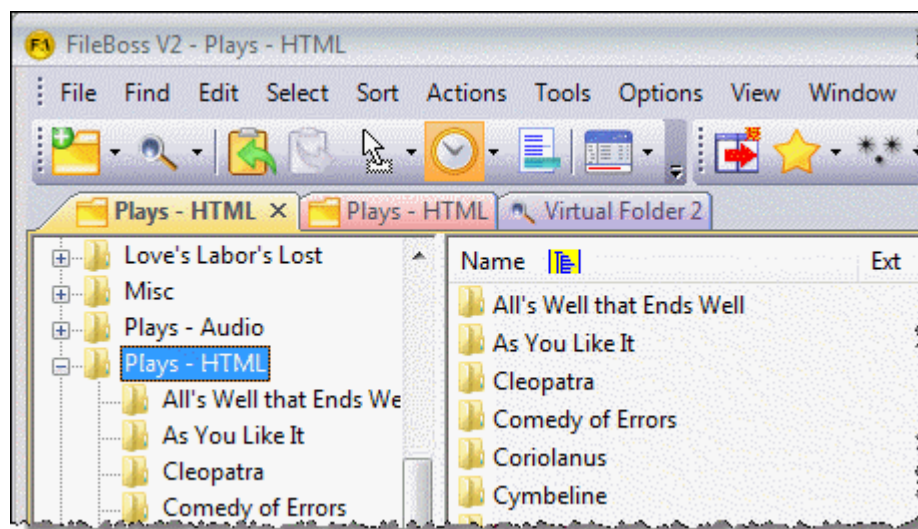 FileBoss V2 - Plays - HTML
File Find Edit Select Sort Actions Tools Options View Window
Plays - HTML Plays - HTML Virtual Folder 2
Love's Labor's Lost
Misc
Plays - Audio
Plays - HTML
All's Well that Ends We
As You Like It
Cleopatra
Comedy of Errors
Name Ext
All's Well that Ends Well
As You Like It
Cleopatra
Comedy of Errors
Coriolanus
Cymbeline